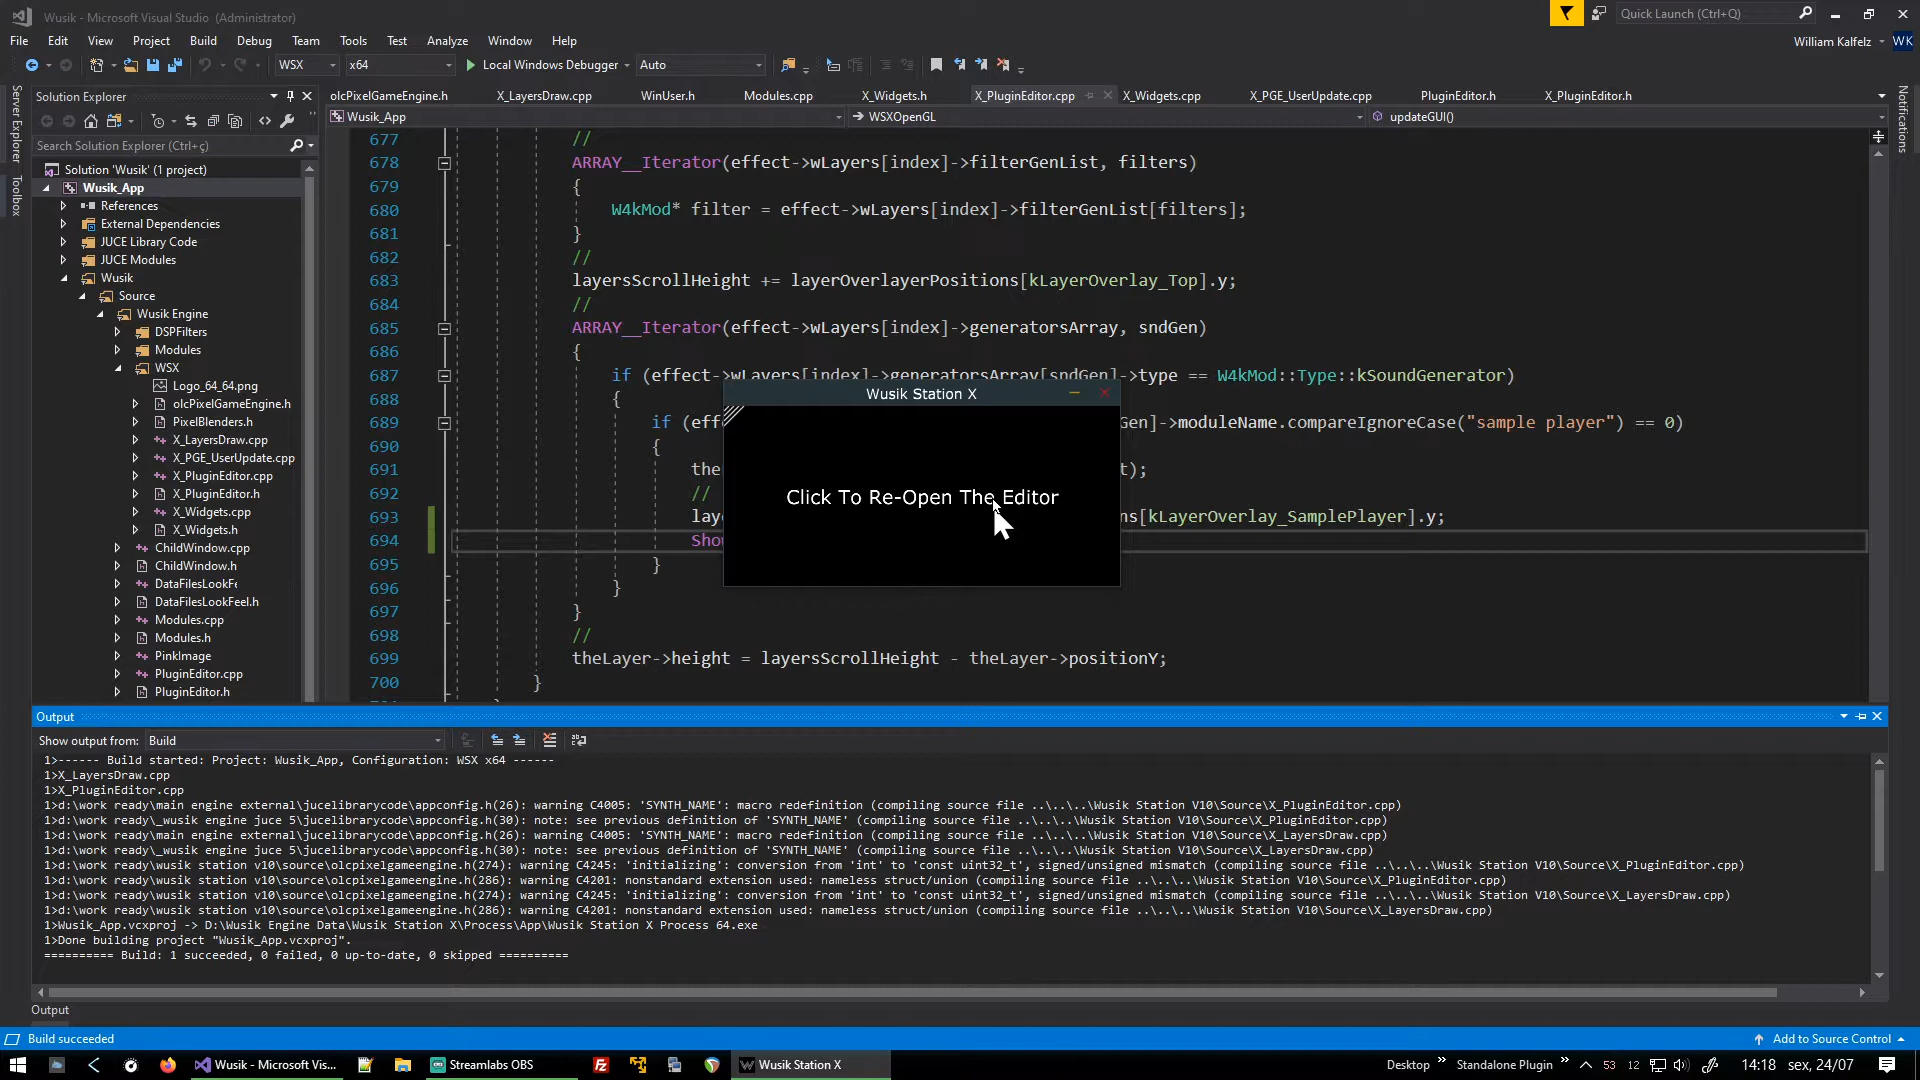 Wusik - Microsoft Visual Studio (Administrator)
Quick Launch (Ctrl+Q)
File Edit View Project Build Debug Team Tools Test Analyze Window Help
William Kalfelz WK
WSX x64 Local Windows Debugger Auto
Server Explorer
Toolbox
Notifications
Solution Explorer
Search Solution Explorer (Ctrl+ç)
Solution 'Wusik' (1 project)
Wusik_App
References
External Dependencies
JUCE Library Code
JUCE Modules
Wusik
Source
Wusik Engine
DSPFilters
Modules
WSX
Logo_64_64.png
olcPixelGameEngine.h
PixelBlenders.h
X_LayersDraw.cpp
X_PGE_UserUpdate.cpp
X_PluginEditor.cpp
X_PluginEditor.h
X_Widgets.cpp
X_Widgets.h
ChildWindow.cpp
ChildWindow.h
DataFilesLookFe
DataFilesLookFeel.h
Modules.cpp
Modules.h
PinkImage
PluginEditor.cpp
PluginEditor.h
olcPixelGameEngine.h X_LayersDraw.cpp WinUser.h Modules.cpp X_Widgets.h X_PluginEditor.cpp X_Widgets.cpp X_PGE_UserUpdate.cpp PluginEditor.h X_PluginEditor.h
Wusik_App WSXOpenGL updateGUI()
677 //
678 ARRAY__Iterator(effect->wLayers[index]->filterGenList, filters)
679 {
680 W4kMod* filter = effect->wLayers[index]->filterGenList[filters];
681 }
682 //
683 layersScrollHeight += layerOverlayerPositions[kLayerOverlay_Top].y;
684 //
685 ARRAY__Iterator(effect->wLayers[index]->generatorsArray, sndGen)
686 {
687 if (effect->wLayers[index]->generatorsArray[sndGen]->type == W4kMod::Type::kSoundGenerator)
688 {
689 if (eff Gen]->moduleName.compareIgnoreCase("sample player") == 0)
690 {
691 the t);
692 //
693 lay ns[kLayerOverlay_SamplePlayer].y;
694 Sho
695 }
696 }
697 }
698 //
699 theLayer->height = layersScrollHeight - theLayer->positionY;
700 }
Wusik Station X
Click To Re-Open The Editor
Output
Show output from: Build
1>------ Build started: Project: Wusik_App, Configuration: WSX x64 ------
1>X_LayersDraw.cpp
1>X_PluginEditor.cpp
1>d:\work ready\main engine external\jucelibrarycode\appconfig.h(26): warning C4005: 'SYNTH_NAME': macro redefinition (compiling source file ..\..\..\Wusik Station V10\Source\X_PluginEditor.cpp)
1>d:\work ready\_wusik engine juce 5\jucelibrarycode\appconfig.h(30): note: see previous definition of 'SYNTH_NAME' (compiling source file ..\..\..\Wusik Station V10\Source\X_PluginEditor.cpp)
1>d:\work ready\main engine external\jucelibrarycode\appconfig.h(26): warning C4005: 'SYNTH_NAME': macro redefinition (compiling source file ..\..\..\Wusik Station V10\Source\X_LayersDraw.cpp)
1>d:\work ready\_wusik engine juce 5\jucelibrarycode\appconfig.h(30): note: see previous definition of 'SYNTH_NAME' (compiling source file ..\..\..\Wusik Station V10\Source\X_LayersDraw.cpp)
1>d:\work ready\wusik station v10\source\olcpixelgameengine.h(274): warning C4245: 'initializing': conversion from 'int' to 'const uint32_t', signed/unsigned mismatch (compiling source file ..\..\..\Wusik Station V10\Source\X_PluginEditor.cpp)
1>d:\work ready\wusik station v10\source\olcpixelgameengine.h(286): warning C4201: nonstandard extension used: nameless struct/union (compiling source file ..\..\..\Wusik Station V10\Source\X_PluginEditor.cpp)
1>d:\work ready\wusik station v10\source\olcpixelgameengine.h(274): warning C4245: 'initializing': conversion from 'int' to 'const uint32_t', signed/unsigned mismatch (compiling source file ..\..\..\Wusik Station V10\Source\X_LayersDraw.cpp)
1>d:\work ready\wusik station v10\source\olcpixelgameengine.h(286): warning C4201: nonstandard extension used: nameless struct/union (compiling source file ..\..\..\Wusik Station V10\Source\X_LayersDraw.cpp)
1>Wusik_App.vcxproj -> D:\Wusik Engine Data\Wusik Station X\Process\App\Wusik Station X Process 64.exe
1>Done building project "Wusik_App.vcxproj".
========== Build: 1 succeeded, 0 failed, 0 up-to-date, 0 skipped ==========
Output
Build succeeded
Add to Source Control
Wusik - Microsoft Vis... Streamlabs OBS Wusik Station X
Desktop Standalone Plugin 53 12 14:18 sex, 24/07